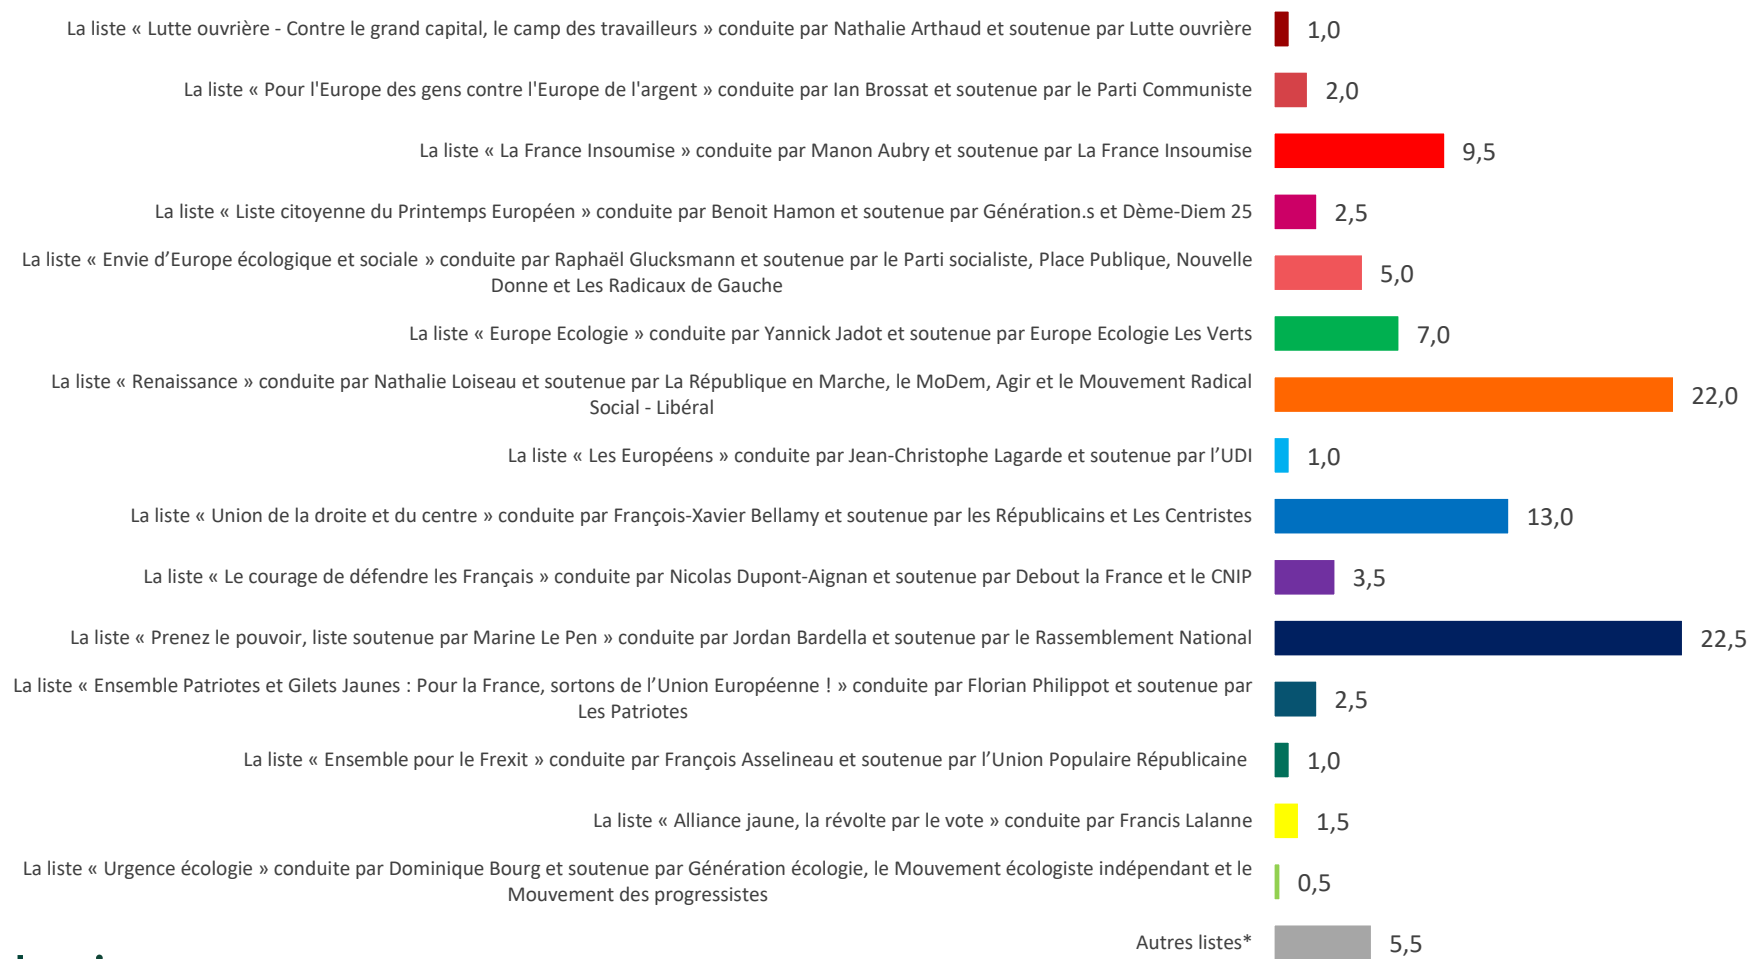 La liste « Lutte ouvrière - Contre le grand capital, le camp des travailleurs » conduite par Nathalie Arthaud et soutenue par Lutte ouvrière 1,0
La liste « Pour l'Europe des gens contre l'Europe de l'argent » conduite par Ian Brossat et soutenue par le Parti Communiste 2,0
La liste « La France Insoumise » conduite par Manon Aubry et soutenue par La France Insoumise 9,5
La liste « Liste citoyenne du Printemps Européen » conduite par Benoit Hamon et soutenue par Génération.s et Dème-Diem 25 2,5
La liste « Envie d’Europe écologique et sociale » conduite par Raphaël Glucksmann et soutenue par le Parti socialiste, Place Publique, Nouvelle
Donne et Les Radicaux de Gauche 5,0
La liste « Europe Ecologie » conduite par Yannick Jadot et soutenue par Europe Ecologie Les Verts 7,0
La liste « Renaissance » conduite par Nathalie Loiseau et soutenue par La République en Marche, le MoDem, Agir et le Mouvement Radical
Social - Libéral 22,0
La liste « Les Européens » conduite par Jean-Christophe Lagarde et soutenue par l’UDI 1,0
La liste « Union de la droite et du centre » conduite par François-Xavier Bellamy et soutenue par les Républicains et Les Centristes 13,0
La liste « Le courage de défendre les Français » conduite par Nicolas Dupont-Aignan et soutenue par Debout la France et le CNIP 3,5
La liste « Prenez le pouvoir, liste soutenue par Marine Le Pen » conduite par Jordan Bardella et soutenue par le Rassemblement National 22,5
La liste « Ensemble Patriotes et Gilets Jaunes : Pour la France, sortons de l’Union Européenne ! » conduite par Florian Philippot et soutenue par
Les Patriotes 2,5
La liste « Ensemble pour le Frexit » conduite par François Asselineau et soutenue par l’Union Populaire Républicaine 1,0
La liste « Alliance jaune, la révolte par le vote » conduite par Francis Lalanne 1,5
La liste « Urgence écologie » conduite par Dominique Bourg et soutenue par Génération écologie, le Mouvement écologiste indépendant et le
Mouvement des progressistes 0,5
Autres listes* 5,5